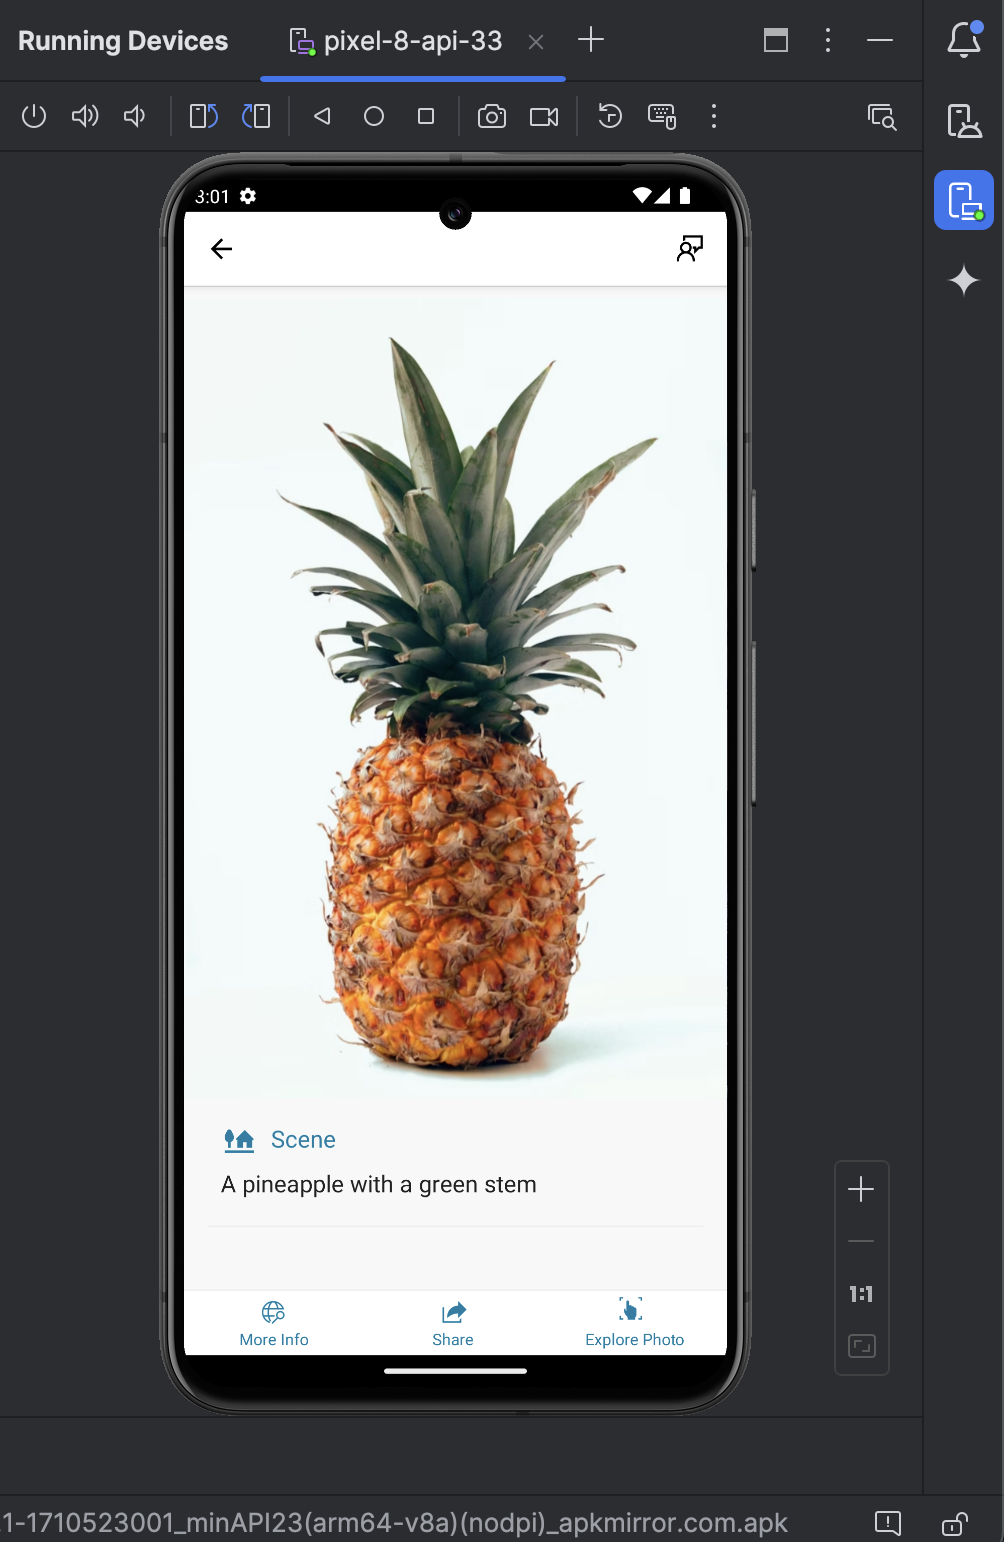 Running Devices
pixel-8-api-33
3:01
Scene
A pineapple with a green stem
More Info
Share
Explore Photo
1:1
.1-1710523001_minAPI23(arm64-v8a)(nodpi)_apkmirror.com.apk